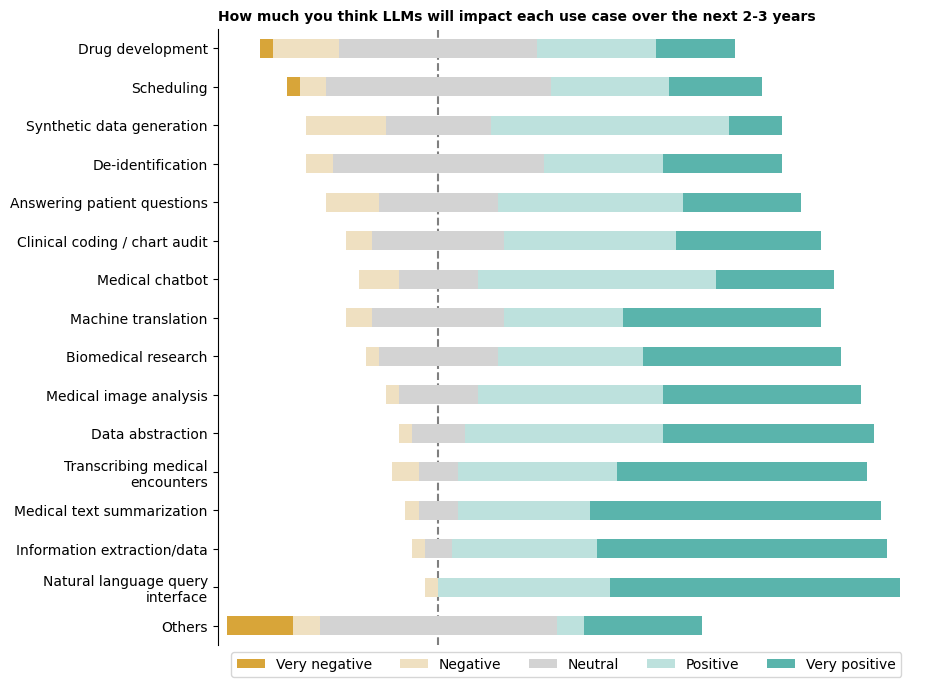 How much you think LLMs will impact each use case over the next 2-3 years
Drug development
Scheduling
Synthetic data generation
De-identification
Answering patient questions
Clinical coding / chart audit
Medical chatbot
Machine translation
Biomedical research
Medical image analysis
Data abstraction
Transcribing medical
encounters
Medical text summarization
Information extraction/data
Natural language query
interface
Others
Very negative
Negative
Neutral
Positive
Very positive